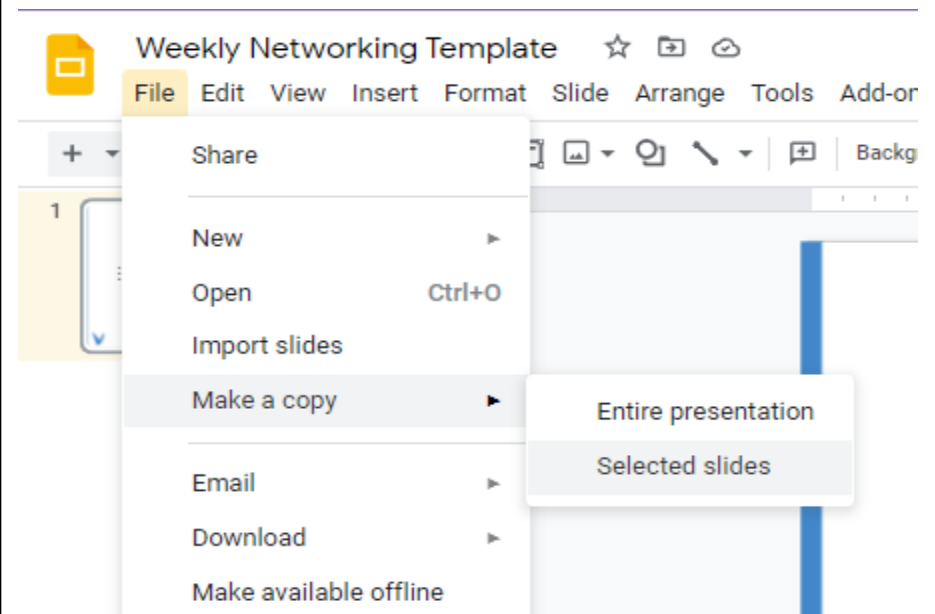 Weekly Networking Template
File Edit View Insert Format Slide Arrange Tools Add-on
+ Backg
Share
1
New
Open Ctrl+O
Import slides
Make a copy
Entire presentation
Selected slides
Email
Download
Make available offline